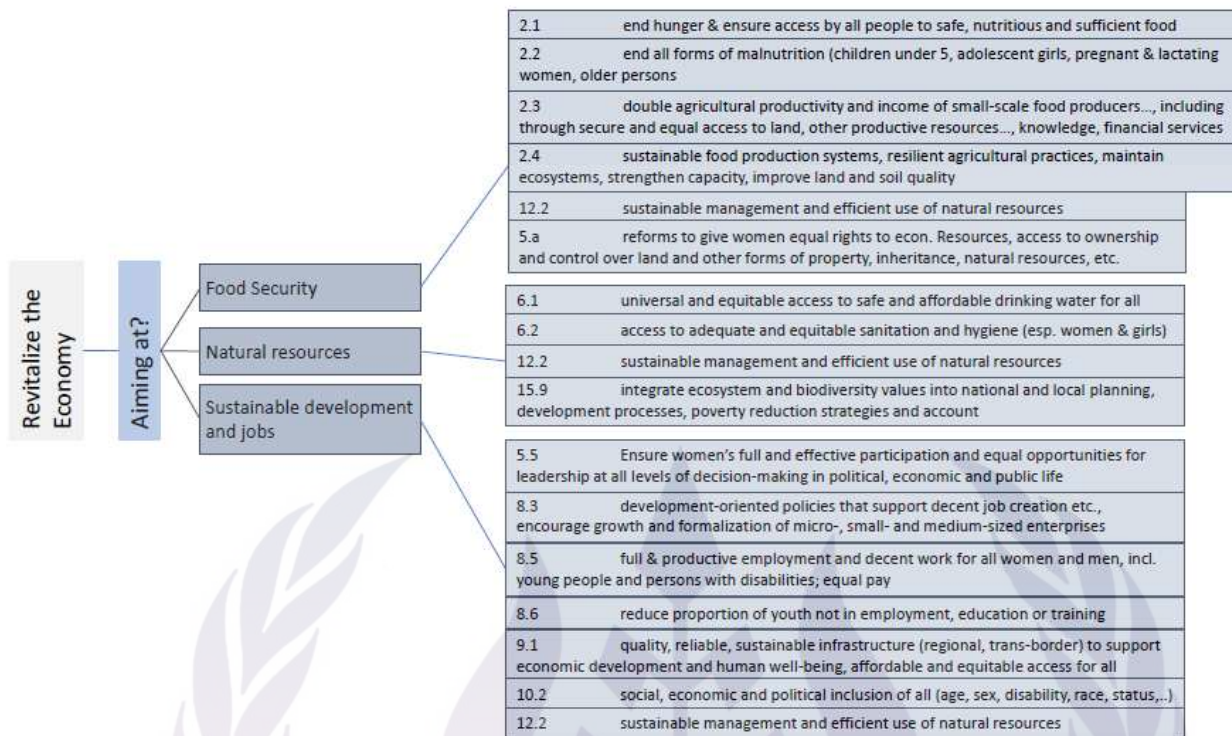 Revitalize the
Economy
Aiming at?
Food Security
Natural resources
Sustainable development
and jobs
2.1 end hunger & ensure access by all people to safe, nutritious and sufficient food
2.2 end all forms of malnutrition (children under 5, adolescent girls, pregnant & lactating
women, older persons
2.3 double agricultural productivity and income of small-scale food producers..., including
through secure and equal access to land, other productive resources..., knowledge, financial services
2.4 sustainable food production systems, resilient agricultural practices, maintain
ecosystems, strengthen capacity, improve land and soil quality
12.2 sustainable management and efficient use of natural resources
5.a reforms to give women equal rights to econ. Resources, access to ownership
and control over land and other forms of property, inheritance, natural resources, etc.
6.1 universal and equitable access to safe and affordable drinking water for all
6.2 access to adequate and equitable sanitation and hygiene (esp. women & girls)
12.2 sustainable management and efficient use of natural resources
15.9 integrate ecosystem and biodiversity values into national and local planning,
development processes, poverty reduction strategies and account
5.5 Ensure women's full and effective participation and equal opportunities for
leadership at all levels of decision-making in political, economic and public life
8.3 development-oriented policies that support decent job creation etc.,
encourage growth and formalization of micro-, small- and medium-sized enterprises
8.5 full & productive employment and decent work for all women and men, incl.
young people and persons with disabilities; equal pay
8.6 reduce proportion of youth not in employment, education or training
9.1 quality, reliable, sustainable infrastructure (regional, trans-border) to support
economic development and human well-being, affordable and equitable access for all
10.2 social, economic and political inclusion of all (age, sex, disability, race, status,..)
12.2 sustainable management and efficient use of natural resources